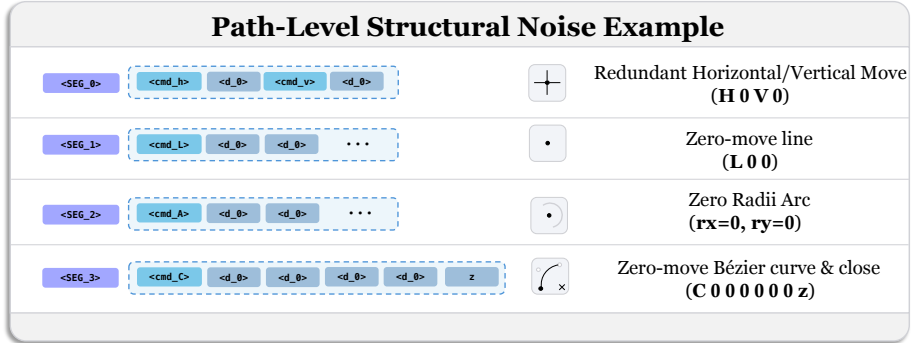 Path-Level Structural Noise Example
<SEG_0> <cmd_h> <d_0> <cmd_v> <d_0>
Redundant Horizontal/Vertical Move
(H 0 V 0)
<SEG_1> <cmd_L> <d_0> <d_0> ···
Zero-move line
(L 0 0)
<SEG_2> <cmd_A> <d_0> <d_0> ···
Zero Radii Arc
(rx=0, ry=0)
<SEG_3> <cmd_C> <d_0> <d_0> <d_0> <d_0> z
Zero-move Bézier curve & close
(C 0 0 0 0 0 0 z)